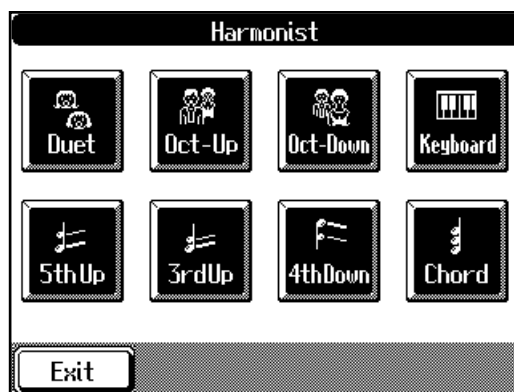 Harmonist
Duet
Oct-Up
Oct-Down
Keyboard
5thUp
3rdUp
4thDown
Chord
Exit